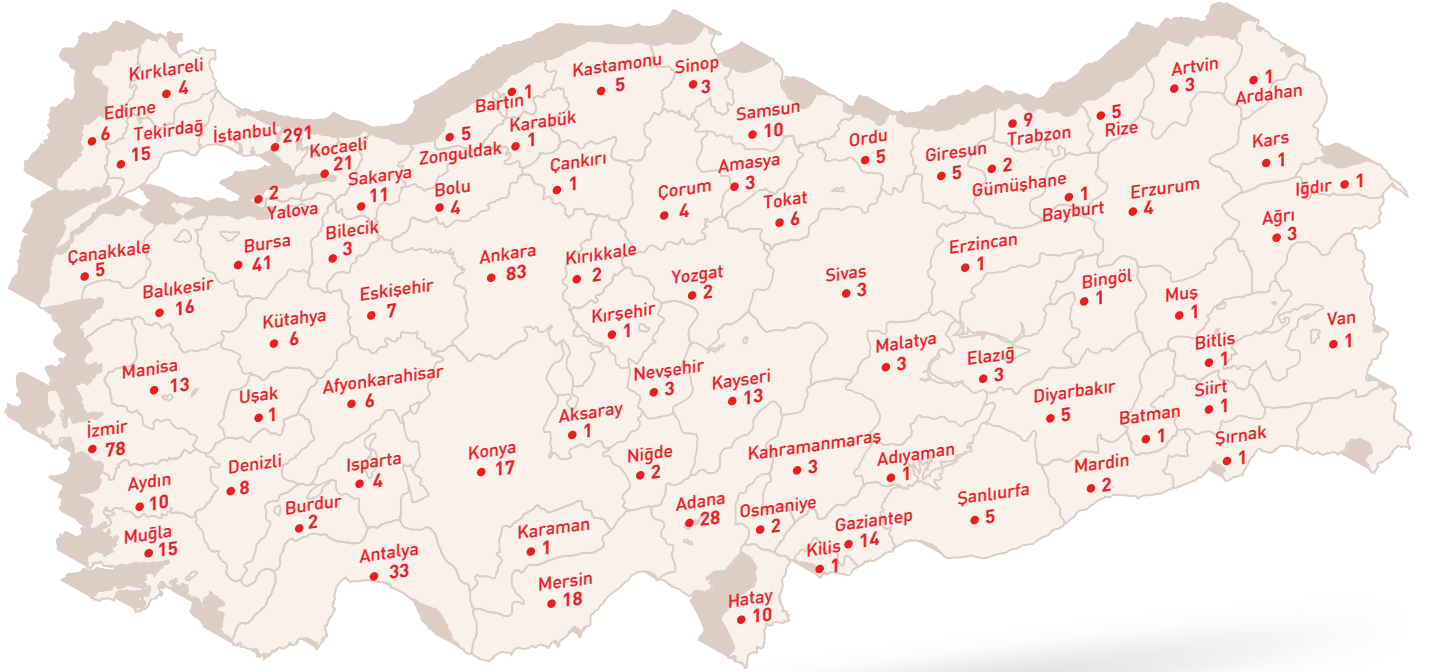 Kırklareli
4
Edirne
6
Tekirdağ
15
İstanbul 291
Kocaeli
21
Sakarya
11
2
Yalova
Bartın 1
5
Zonguldak
Karabük
1
Kastamonu
5
Sinop
3
Samsun
10
Çankırı
1
Bolu
4
Çorum
4
Amasya
3
Tokat
6
Ordu
5
Giresun
5
2
Gümüşhane
9
Trabzon
5
Rize
Artvin
3
1
Ardahan
Kars
1
Iğdır 1
Ağrı
3
Erzurum
4
1
Bayburt
Erzincan
1
Çanakkale
5
Bursa
41
Bilecik
3
Balıkesir
16
Kütahya
6
Eskişehir
7
Ankara
83
Kırıkkale
2
Yozgat
2
Sivas
3
Kırşehir
1
Bingöl
1
Muş
1
Van
1
Bitlis
1
Malatya
3
Elazığ
3
Manisa
13
Uşak
1
Afyonkarahisar
6
Nevşehir
3
Kayseri
13
Aksaray
1
Diyarbakır
5
Siirt
1
Batman
1
Şırnak
1
İzmir
78
Aydın
10
Denizli
8
Isparta
4
Burdur
2
Konya
17
Niğde
2
Kahramanmaraş
3
Adıyaman
1
Mardin
2
Şanlıurfa
5
Muğla
15
Antalya
33
Karaman
1
Mersin
18
Adana
28
Osmaniye
2
Gaziantep
14
Kilis
1
Hatay
10